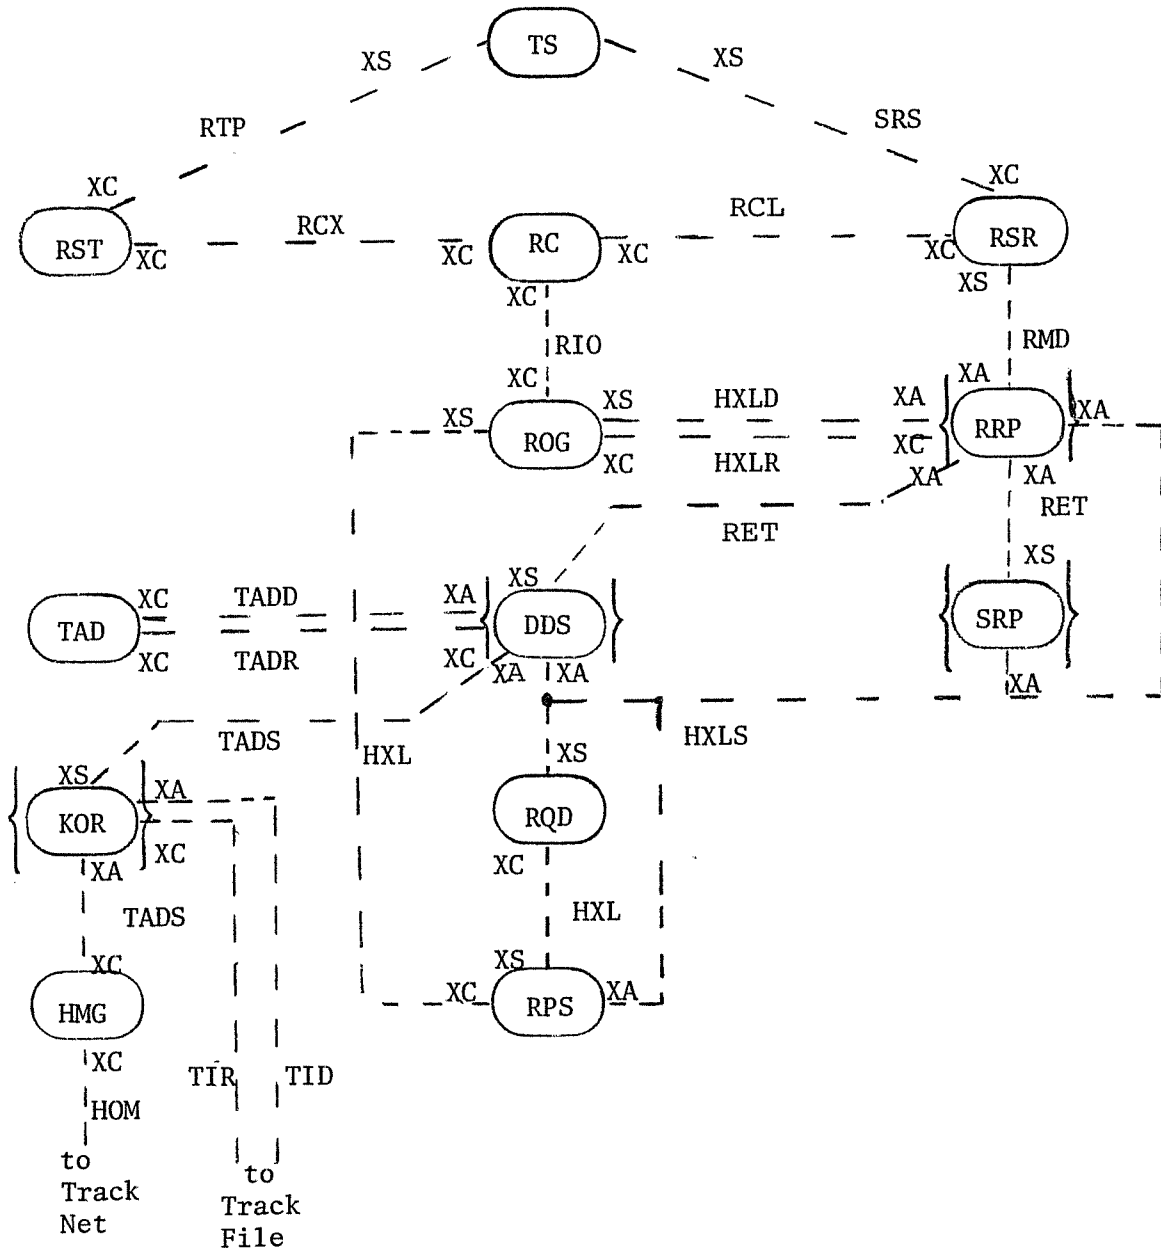 TS
XS
XS
RTP
SRS
XC
XC
RST
RCX
RC
RCL
RSR
XC
XC
XC
XC
XC
XS
RIO
RMD
XC
XA
XS
XS
HXLD
XA
RRP
XA
ROG
XC
HXLR
XC
XA
XA
RET
RET
XS
XS
XC
TADD
XA
DDS
SRP
TAD
XC
TADR
XC
XA
XA
XA
TADS
HXL
HXLS
XS
XS
XA
KOR
RQD
XC
XA
XC
TADS
HXL
XC
XS
HMG
XC
RPS
XA
XC
TIR
TID
HOM
to
Track
Net
to
Track
File